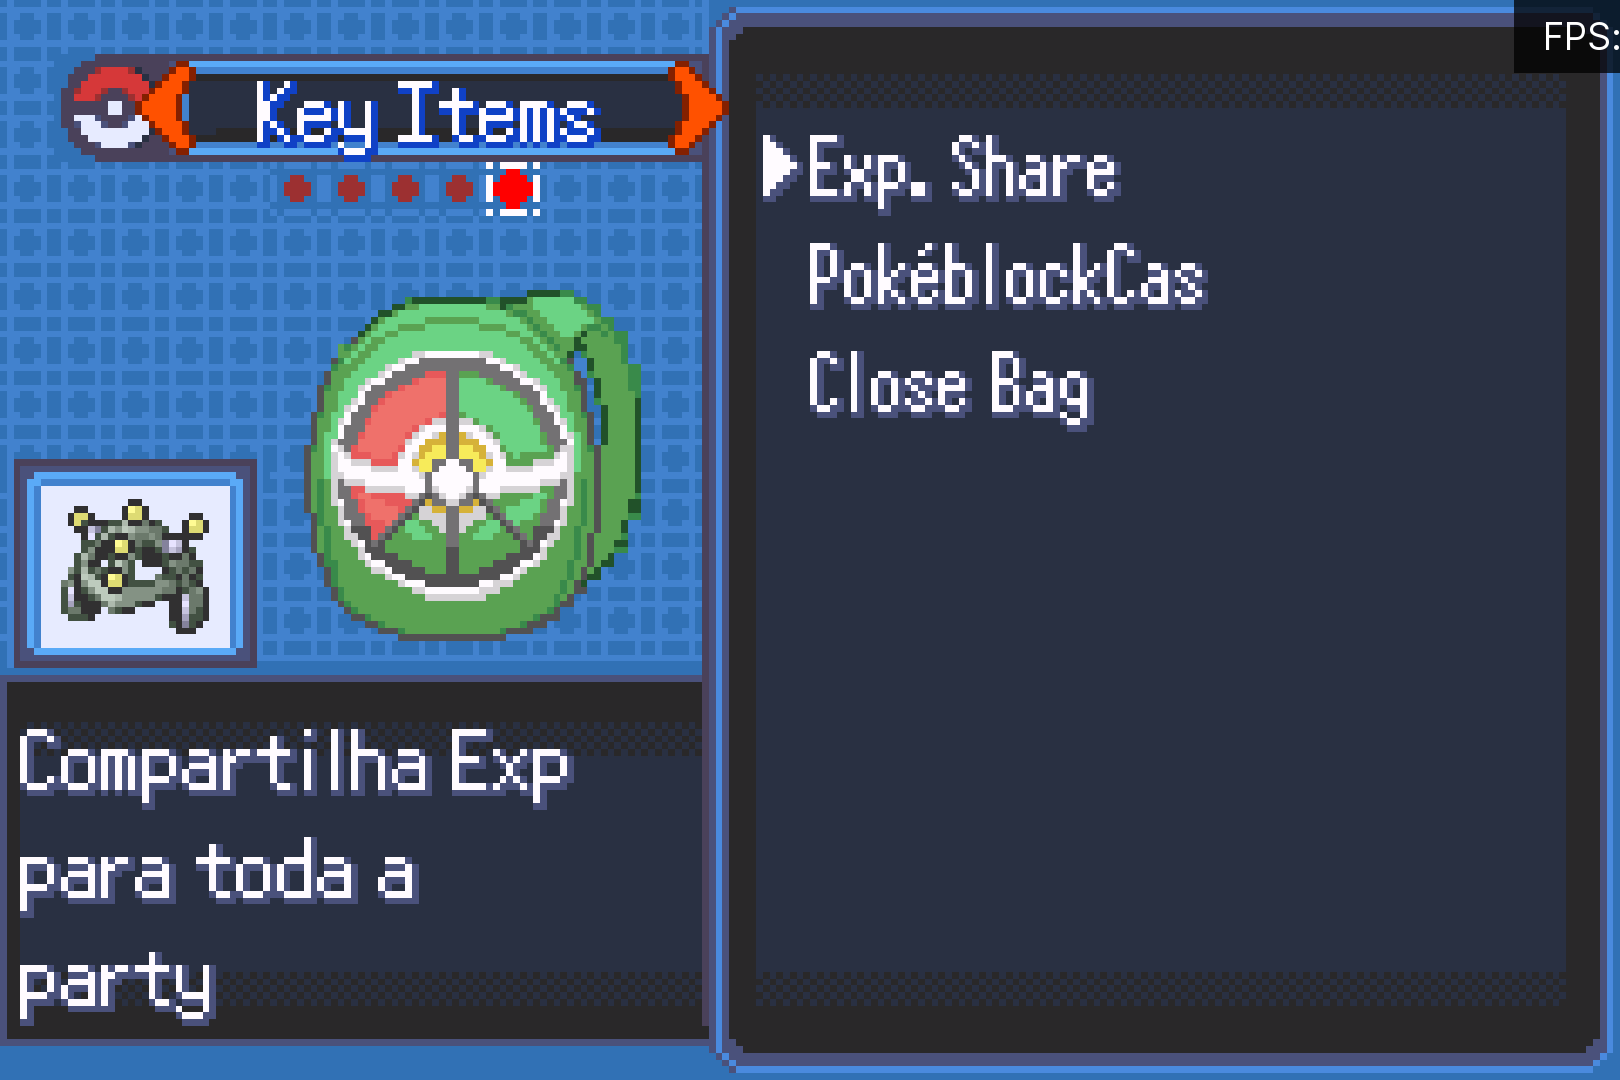 Key Items
Exp. Share
PokéblockCas
Close Bag
Compartilha Exp
para toda a
party
FPS: